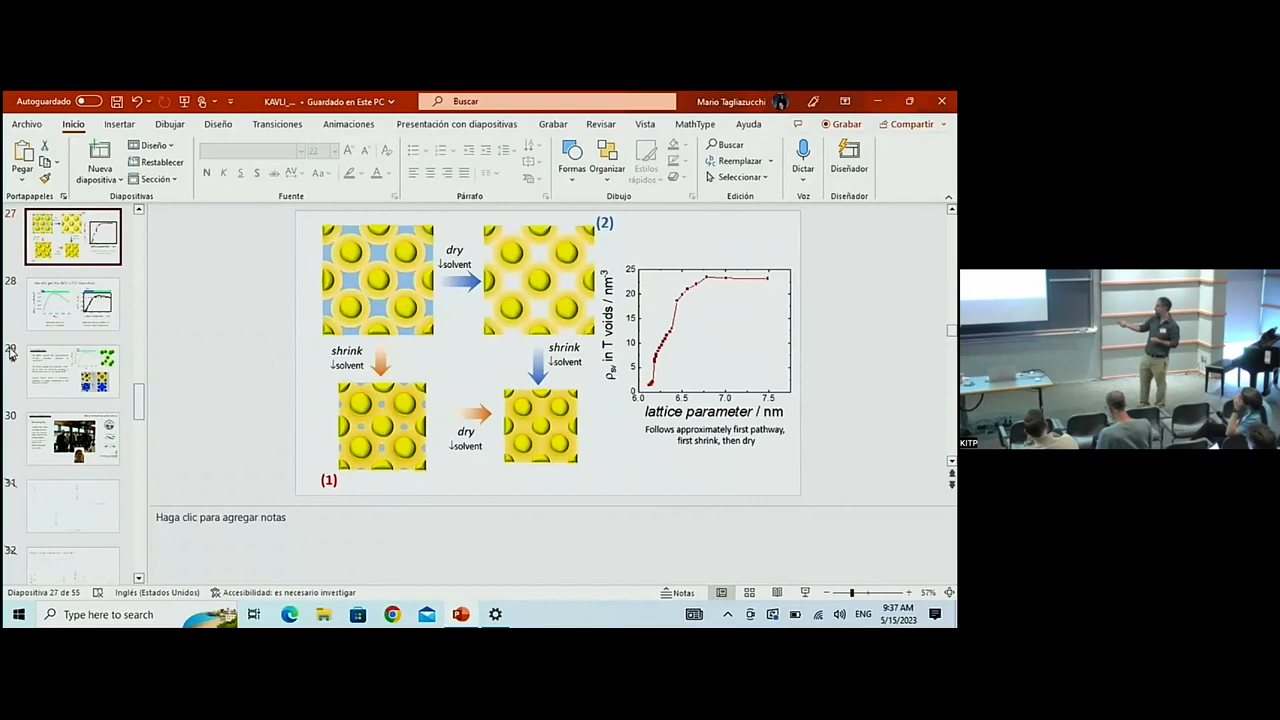 Autoguardado
KAVLI_... • Guardado en Este PC
Buscar
Mario Tagliazucchi
Archivo Inicio Insertar Dibujar Diseño Transiciones Animaciones Presentación con diapositivas Grabar Revisar Vista MathType Ayuda
Grabar
Compartir
Pegar
Nueva
diapositiva
Diseño
Restablecer
Sección
22
N K S S ab AV Aa A
Formas
Organizar
Estilos
rápidos
Buscar
Reemplazar
Seleccionar
Dictar
Diseñador
Portapapeles Diapositivas Fuente Párrafo Dibujo Edición Voz Diseñador
27
28
29
30
31
32
(2)
dry
↓solvent
shrink
↓solvent
shrink
↓solvent
dry
↓solvent
(1)
25
20
15
10
5
0
6.0 6.5 7.0 7.5
ρsv in T voids / nm-3
lattice parameter / nm
Follows approximately first pathway,
first shrink, then dry
Haga clic para agregar notas
Diapositiva 27 de 55
Inglés (Estados Unidos)
Accesibilidad: es necesario investigar
Notas
57%
Type here to search
ENG
9:37 AM
5/15/2023
KITP